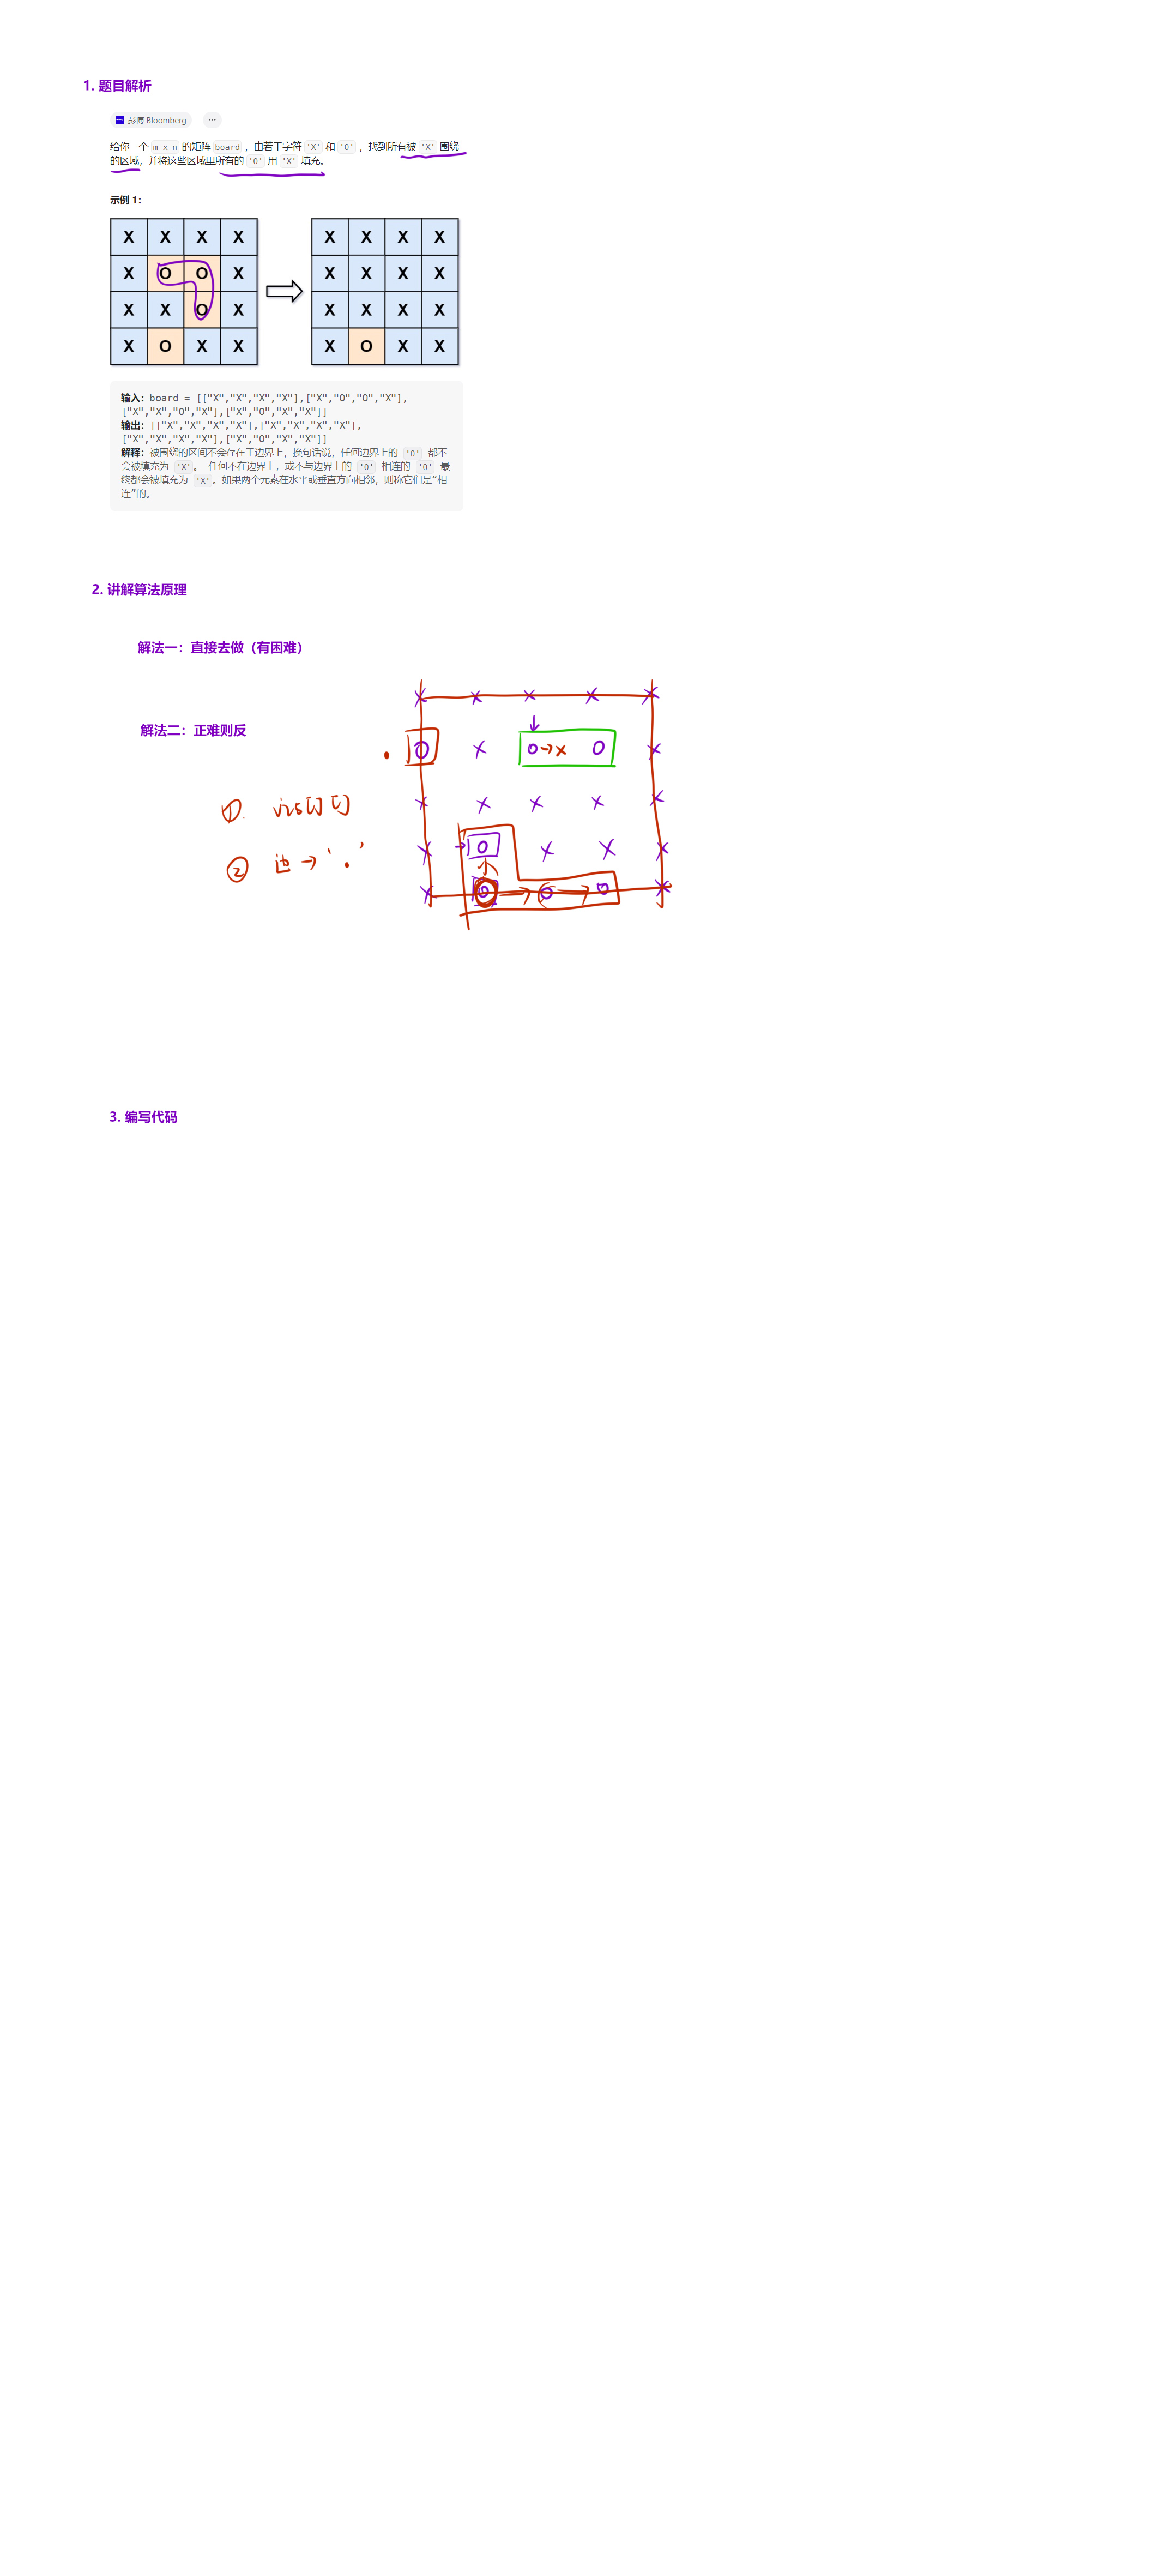 1. 题目解析
彭博 Bloomberg ···
给你一个 m x n 的矩阵 board ，由若干字符 'X' 和 'O' ，找到所有被 'X' 围绕
的区域，并将这些区域里所有的 'O' 用 'X' 填充。
示例 1：
X X X X X X X X
X O O X X X X X
X X O X X X X X
X O X X X O X X
输入：board = [["X","X","X","X"],["X","O","O","X"],
["X","X","O","X"],["X","O","X","X"]]
输出：[["X","X","X","X"],["X","X","X","X"],
["X","X","X","X"],["X","O","X","X"]]
解释：被围绕的区间不会存在于边界上，换句话说，任何边界上的 'O' 都不
会被填充为 'X'。 任何不在边界上，或不与边界上的 'O' 相连的 'O' 最
终都会被填充为 'X'。如果两个元素在水平或垂直方向相邻，则称它们是“相
连”的。
2. 讲解算法原理
解法一：直接去做（有困难）
解法二：正难则反
X X X X X
. O X O→X O X
X X X X X
① vis[][]
X O X X X
② 边→'.'
X O → O → O X
3. 编写代码